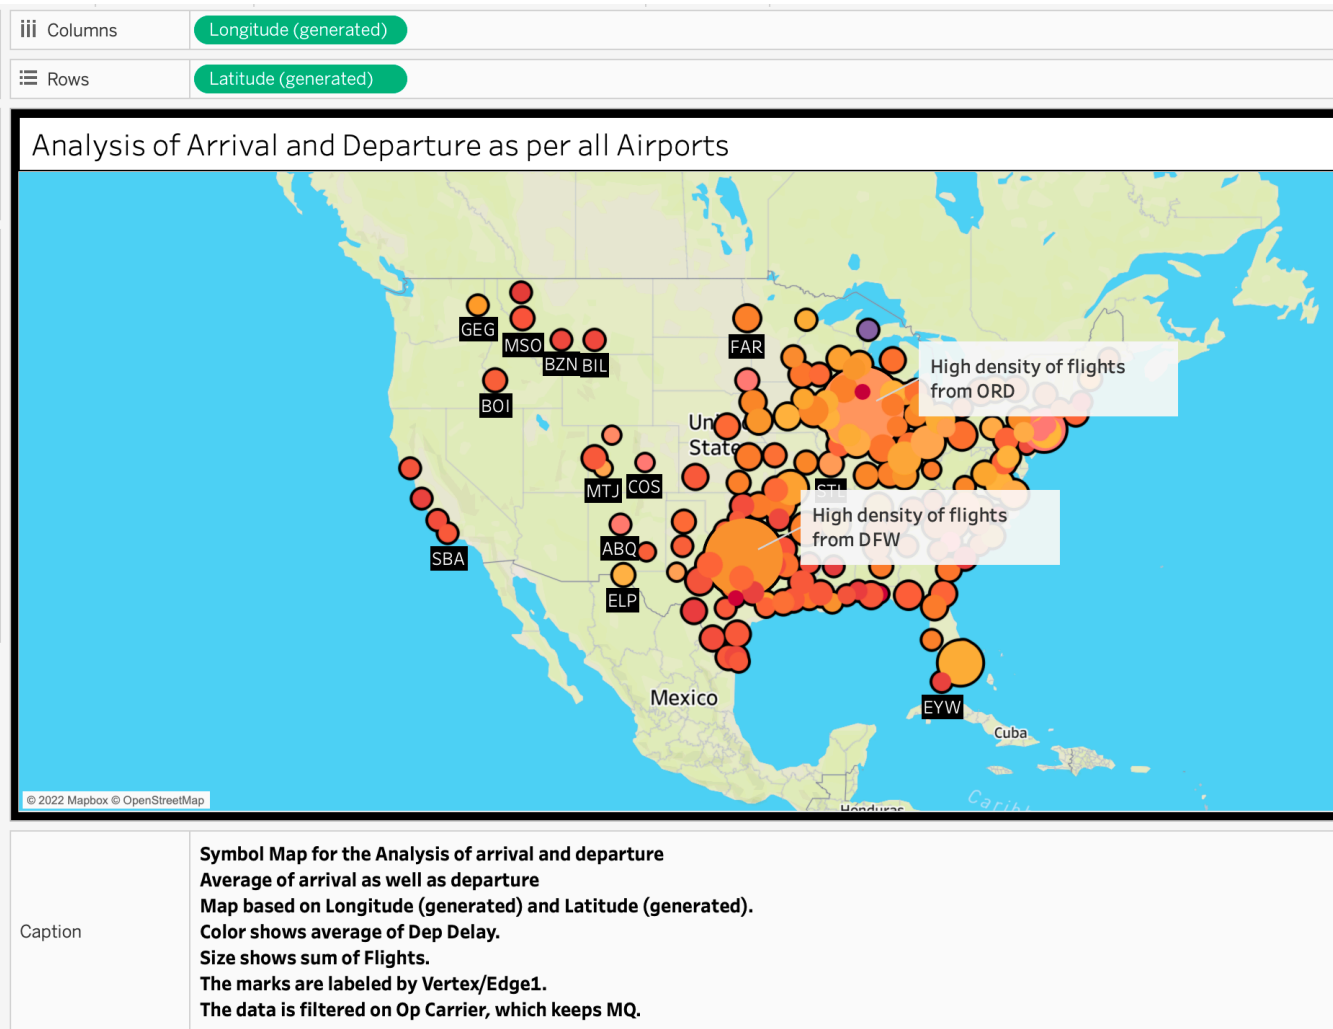 Columns
Longitude (generated)
Rows
Latitude (generated)
Analysis of Arrival and Departure as per all Airports
GEG
MSO
BZN
BIL
FAR
BOI
High density of flights
from ORD
United
State
MTJ
COS
STL
High density of flights
from DFW
SBA
ABQ
ELP
Mexico
EYW
Cuba
Honduras
Caribb
© 2022 Mapbox © OpenStreetMap
Caption
Symbol Map for the Analysis of arrival and departure
Average of arrival as well as departure
Map based on Longitude (generated) and Latitude (generated).
Color shows average of Dep Delay.
Size shows sum of Flights.
The marks are labeled by Vertex/Edge1.
The data is filtered on Op Carrier, which keeps MQ.